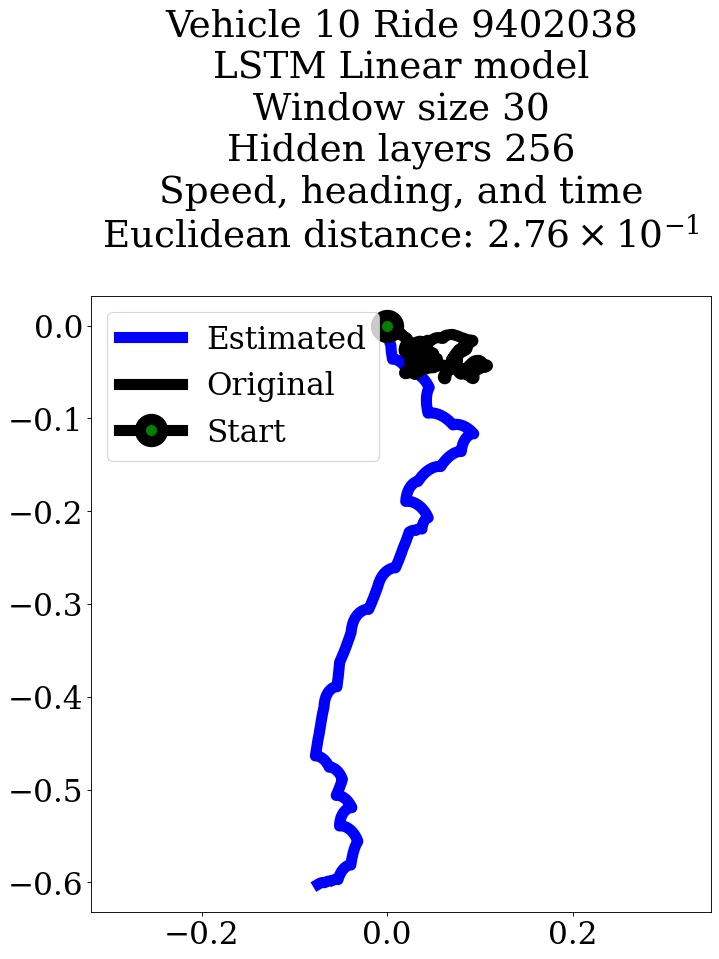 Vehicle 10 Ride 9402038
LSTM Linear model
Window size 30
Hidden layers 256
Speed, heading, and time
Euclidean distance: 2.76 × 10⁻¹
Estimated
Original
Start
0.0
−0.1
−0.2
−0.3
−0.4
−0.5
−0.6
−0.2
0.0
0.2